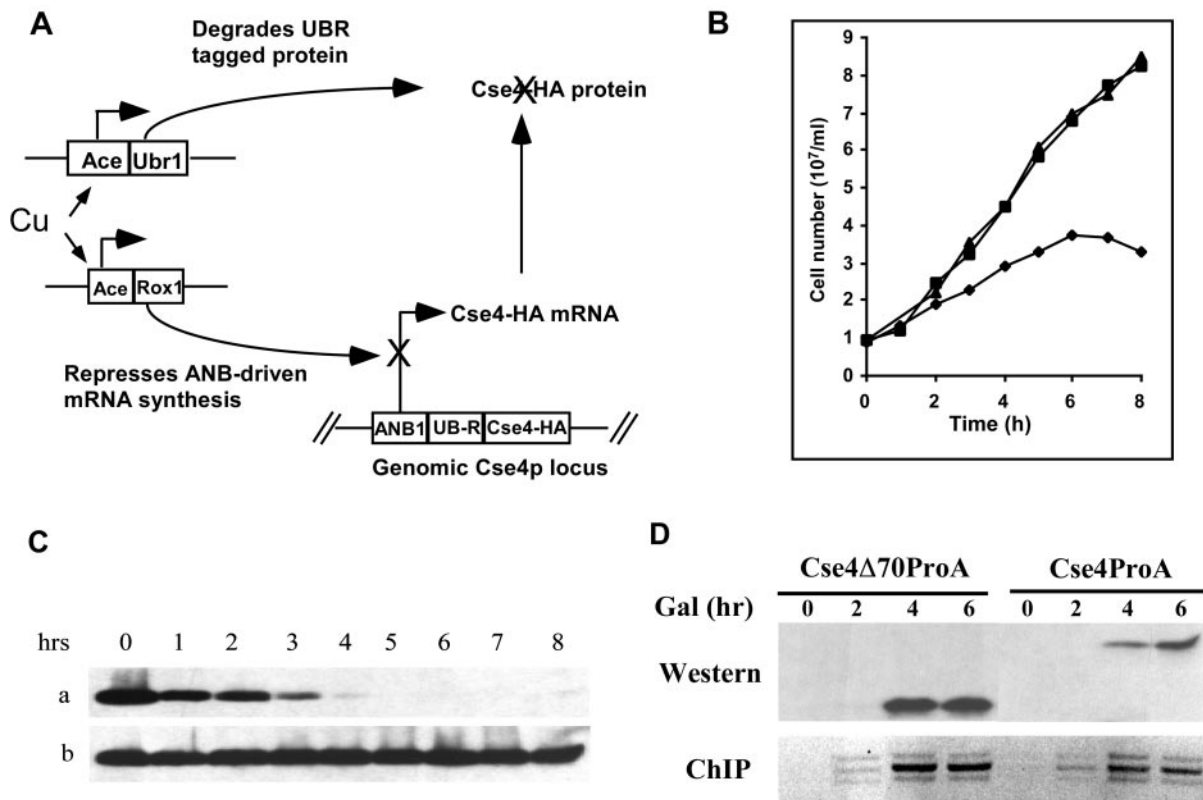 A
Degrades UBR
tagged protein
Cse4-HA protein
Ace Ubr1
Cu
Ace Rox1
Cse4-HA mRNA
Represses ANB-driven
mRNA synthesis
ANB1 UB-R Cse4-HA
Genomic Cse4p locus
B
Cell number (10⁷/ml)
9
8
7
6
5
4
3
2
1
0
0 2 4 6 8
Time (h)
C
hrs 0 1 2 3 4 5 6 7 8
a
b
D
Cse4Δ70ProA Cse4ProA
Gal (hr) 0 2 4 6 0 2 4 6
Western
ChIP